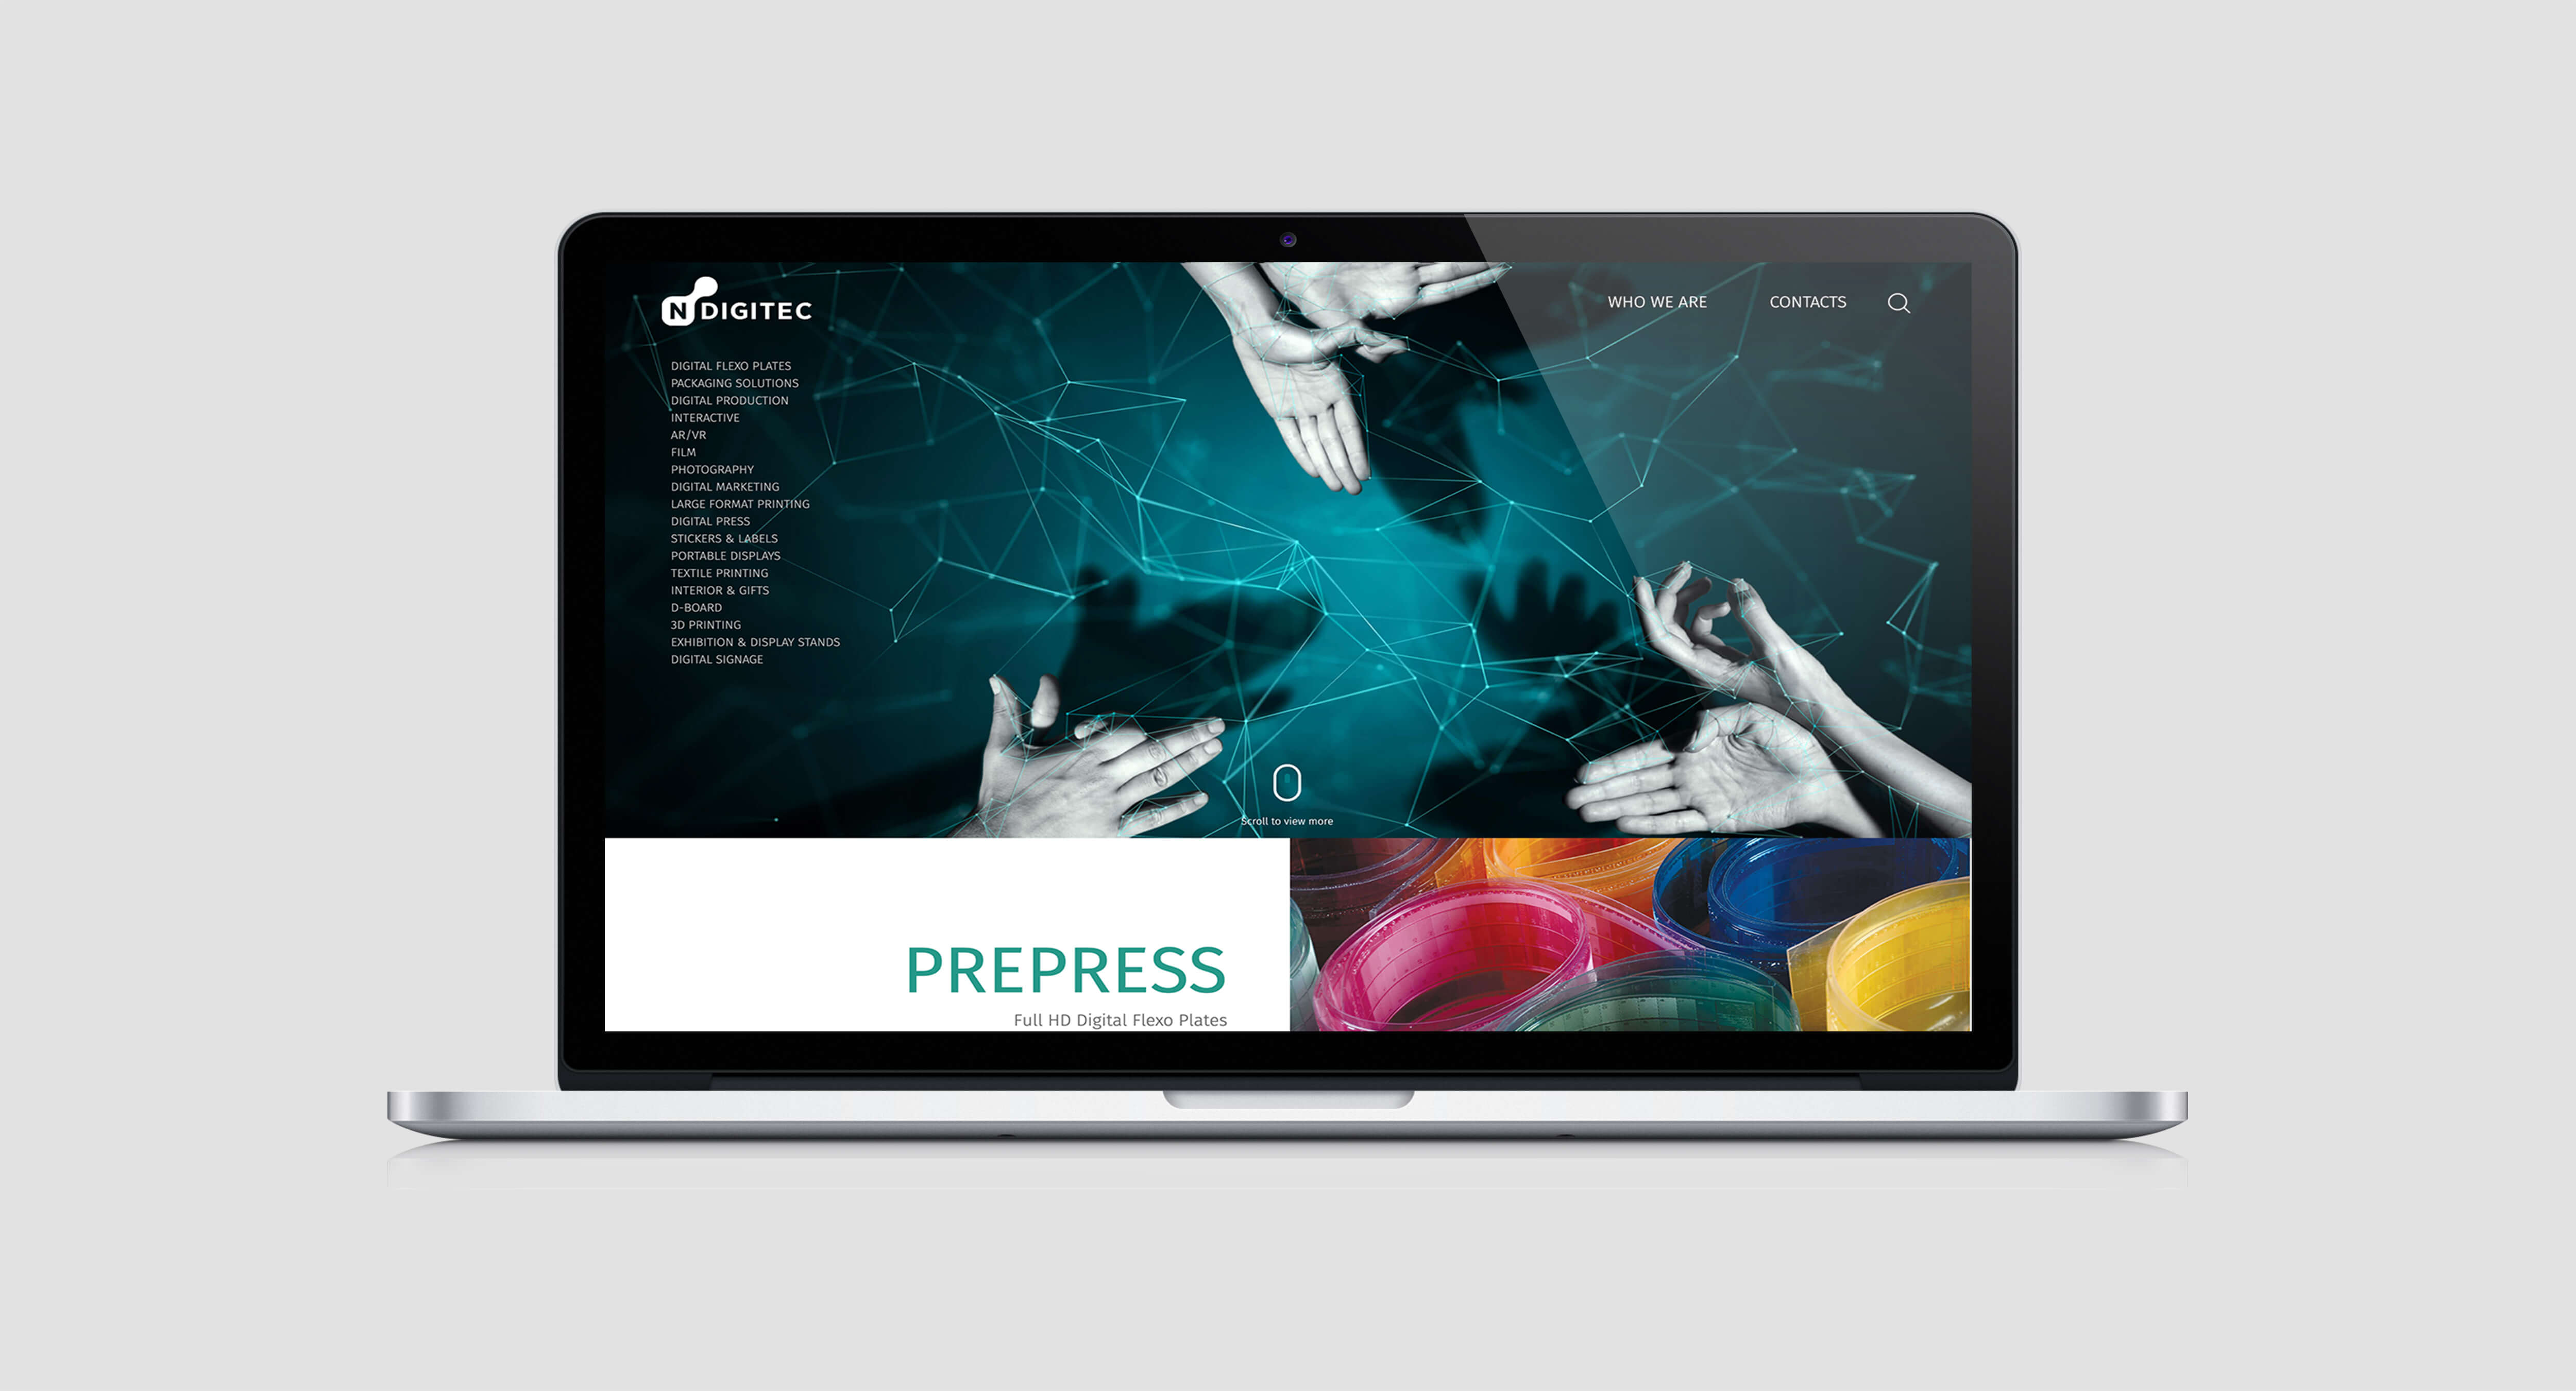 N DIGITEC
WHO WE ARE
CONTACTS
DIGITAL FLEXO PLATES
PACKAGING SOLUTIONS
DIGITAL PRODUCTION
INTERACTIVE
AR/VR
FILM
PHOTOGRAPHY
DIGITAL MARKETING
LARGE FORMAT PRINTING
DIGITAL PRESS
STICKERS & LABELS
PORTABLE DISPLAYS
TEXTILE PRINTING
INTERIOR & GIFTS
D-BOARD
3D PRINTING
EXHIBITION & DISPLAY STANDS
DIGITAL SIGNAGE
Scroll to view more
PREPRESS
Full HD Digital Flexo Plates